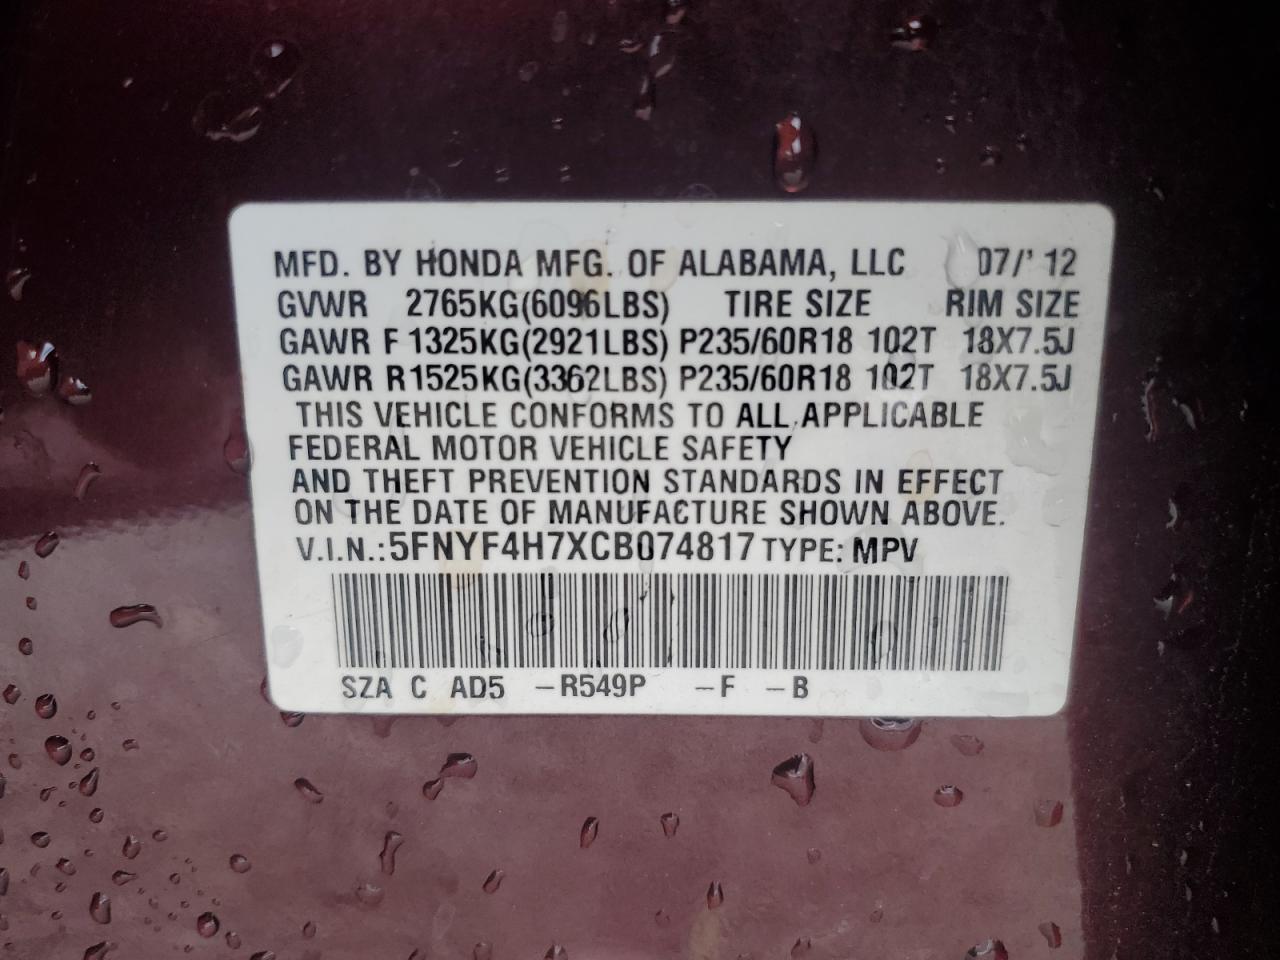 MFD. BY HONDA MFG. OF ALABAMA, LLC 07/' 12
GVWR 2765KG(6096LBS) TIRE SIZE RIM SIZE
GAWR F 1325KG(2921LBS) P235/60R18 102T 18X7.5J
GAWR R1525KG(3362LBS) P235/60R18 102T 18X7.5J
THIS VEHICLE CONFORMS TO ALL APPLICABLE
FEDERAL MOTOR VEHICLE SAFETY
AND THEFT PREVENTION STANDARDS IN EFFECT
ON THE DATE OF MANUFACTURE SHOWN ABOVE.
V.I.N.:5FNYF4H7XCB074817 TYPE: MPV
SZA C AD5 -R549P -F -B